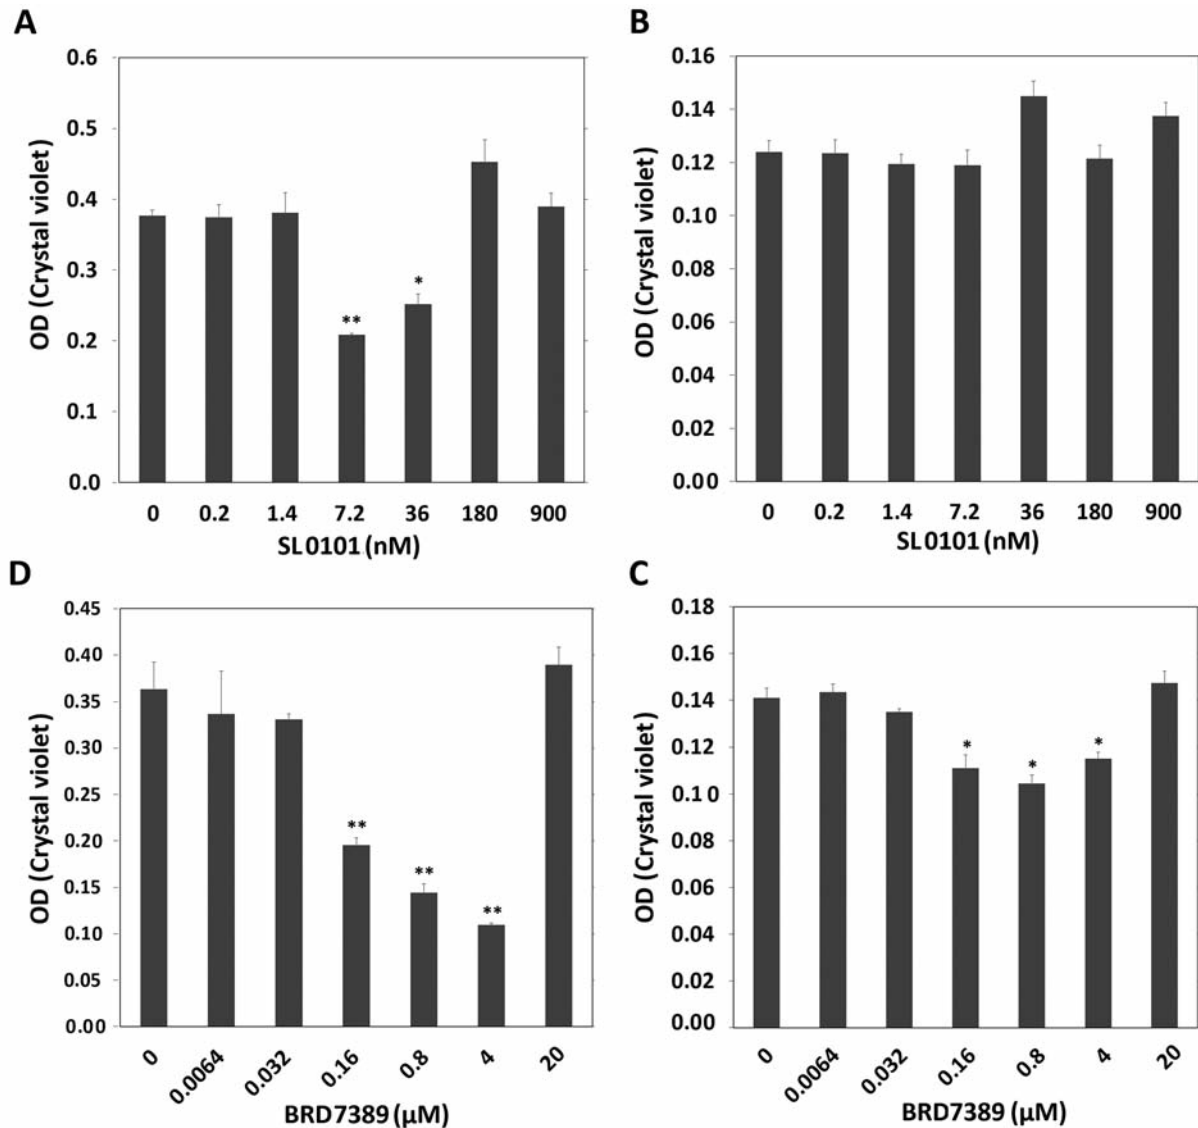 A
OD (Crystal violet)
0.6
0.5
0.4
0.3
0.2
0.1
0.0
**
*
0 0.2 1.4 7.2 36 180 900
SL0101 (nM)
B
OD (Crystal violet)
0.16
0.14
0.12
0.10
0.08
0.06
0.04
0.02
0.00
0 0.2 1.4 7.2 36 180 900
SL0101 (nM)
D
OD (Crystal violet)
0.45
0.40
0.35
0.30
0.25
0.20
0.15
0.10
0.05
0.00
**
**
**
0 0.0064 0.032 0.16 0.8 4 20
BRD7389 (μM)
C
OD (Crystal violet)
0.18
0.16
0.14
0.12
0.10
0.08
0.06
0.04
0.02
0.00
*
*
*
0 0.0064 0.032 0.16 0.8 4 20
BRD7389 (μM)